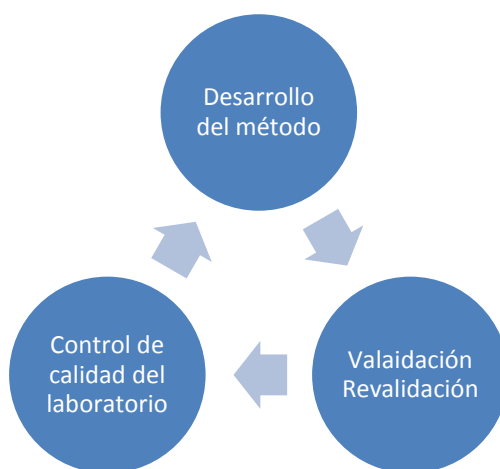 Desarrollo
del método
Valaidación
Revalidación
Control de
calidad del
laboratorio